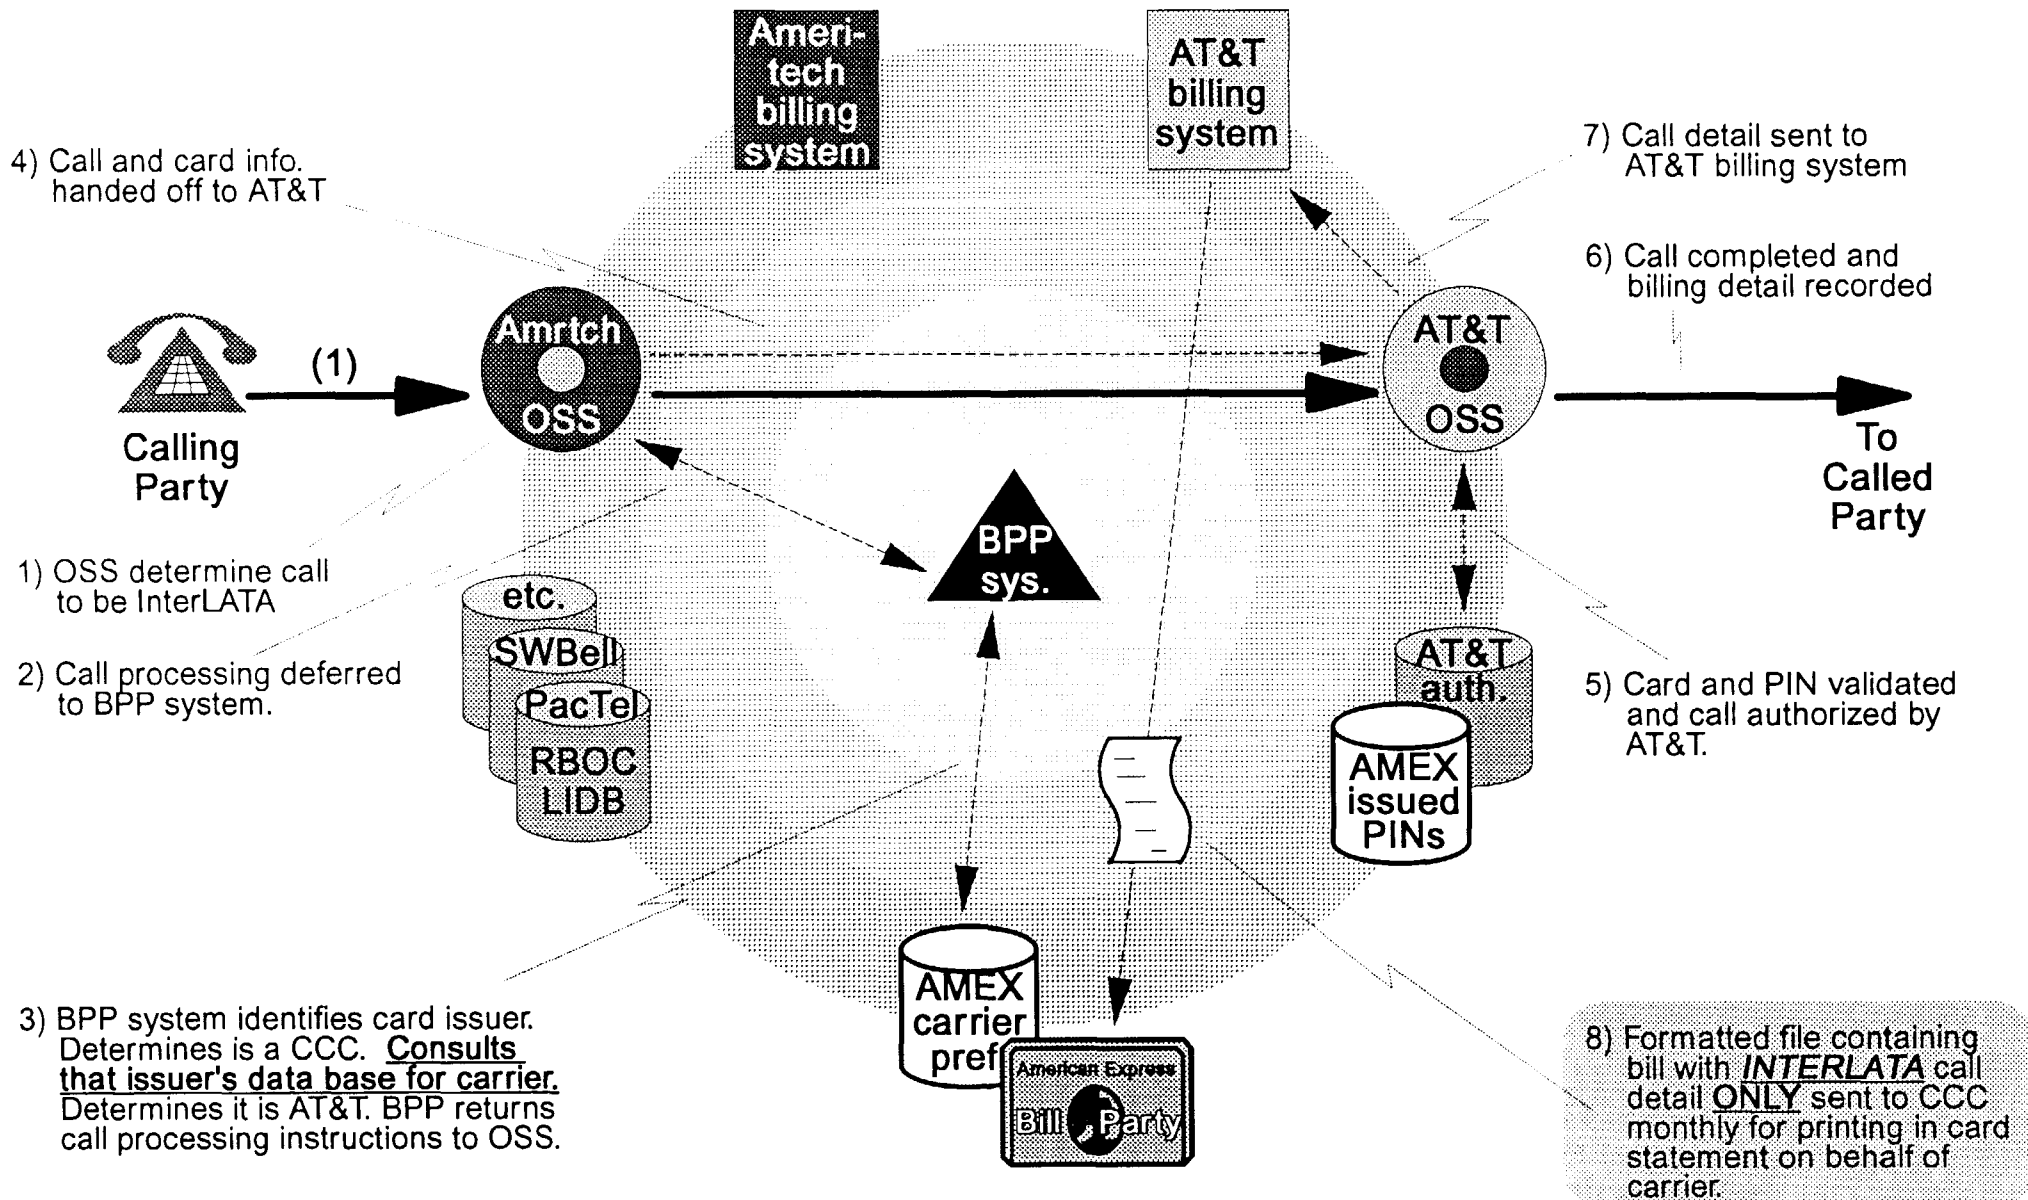 Ameri-
tech
billing
system
AT&T
billing
system
4) Call and card info.
handed off to AT&T
7) Call detail sent to
AT&T billing system
6) Call completed and
billing detail recorded
Amrtch
OSS
(1)
AT&T
OSS
Calling
Party
To
Called
Party
BPP
sys.
1) OSS determine call
to be InterLATA
2) Call processing deferred
to BPP system.
etc.
SWBell
PacTel
RBOC
LIDB
AT&T
auth.
AMEX
issued
PINs
5) Card and PIN validated
and call authorized by
AT&T.
AMEX
carrier
pref
American Express
Bill Party
3) BPP system identifies card issuer.
Determines is a CCC. Consults
that issuer's data base for carrier.
Determines it is AT&T. BPP returns
call processing instructions to OSS.
8) Formatted file containing
bill with INTERLATA call
detail ONLY sent to CCC
monthly for printing in card
statement on behalf of
carrier.